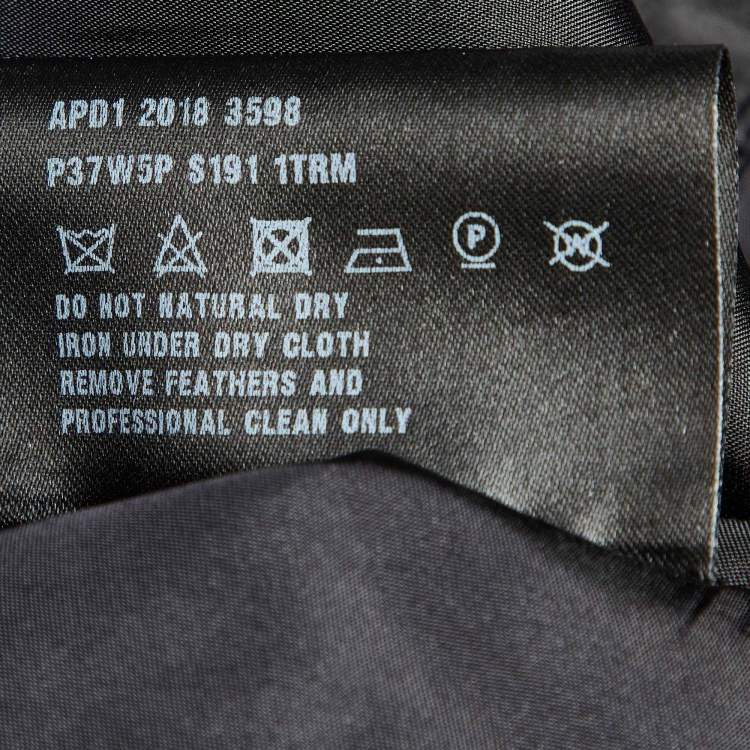 APD1 2018 3598
P37W5P S191 1TRM
P W
DO NOT NATURAL DRY
IRON UNDER DRY CLOTH
REMOVE FEATHERS AND
PROFESSIONAL CLEAN ONLY